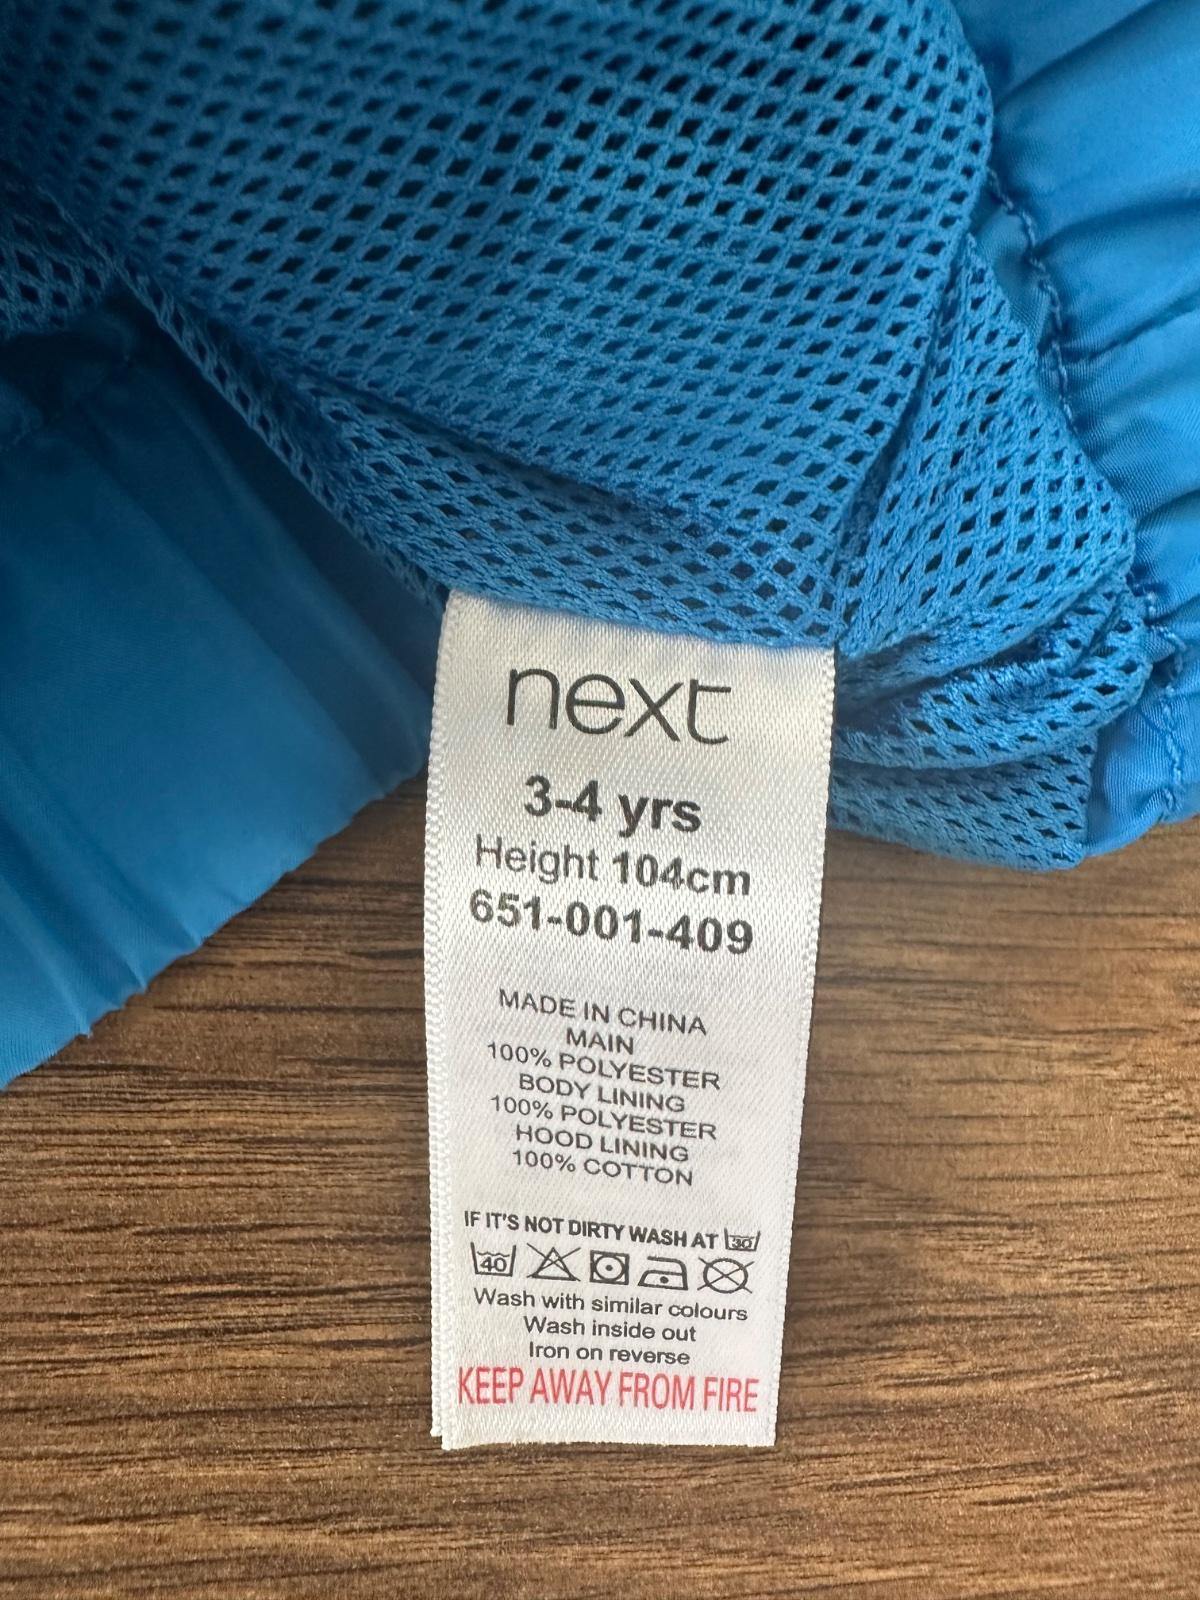 next
3-4 yrs
Height 104cm
651-001-409
MADE IN CHINA
MAIN
100% POLYESTER
BODY LINING
100% POLYESTER
HOOD LINING
100% COTTON
IF IT'S NOT DIRTY WASH AT 30
40
Wash with similar colours
Wash inside out
Iron on reverse
KEEP AWAY FROM FIRE